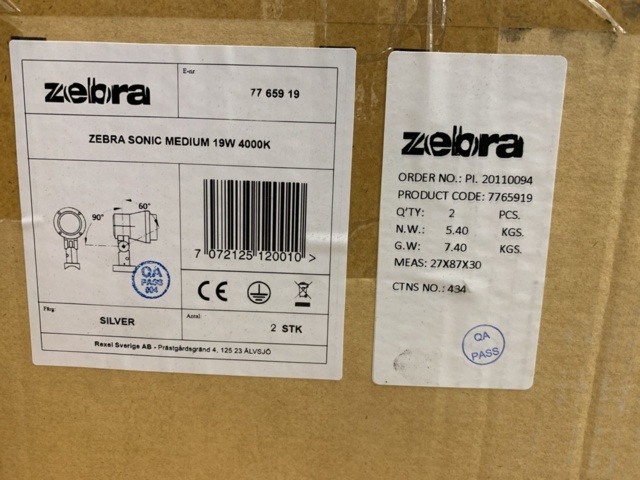 zebra
E-nr
77 659 19
ZEBRA SONIC MEDIUM 19W 4000K
90°
60°
QA
PASS
004
7 072125 120010 >
CE
Färg:
SILVER
Antal:
2 STK
Rexel Sverige AB - Prästgårdsgränd 4, 125 23 ÄLVSJÖ
zebra
ORDER NO.: PI. 20110094
PRODUCT CODE: 7765919
Q'TY: 2 PCS.
N.W.: 5.40 KGS.
G.W.: 7.40 KGS.
MEAS: 27X87X30
CTNS NO.: 434
QA
PASS